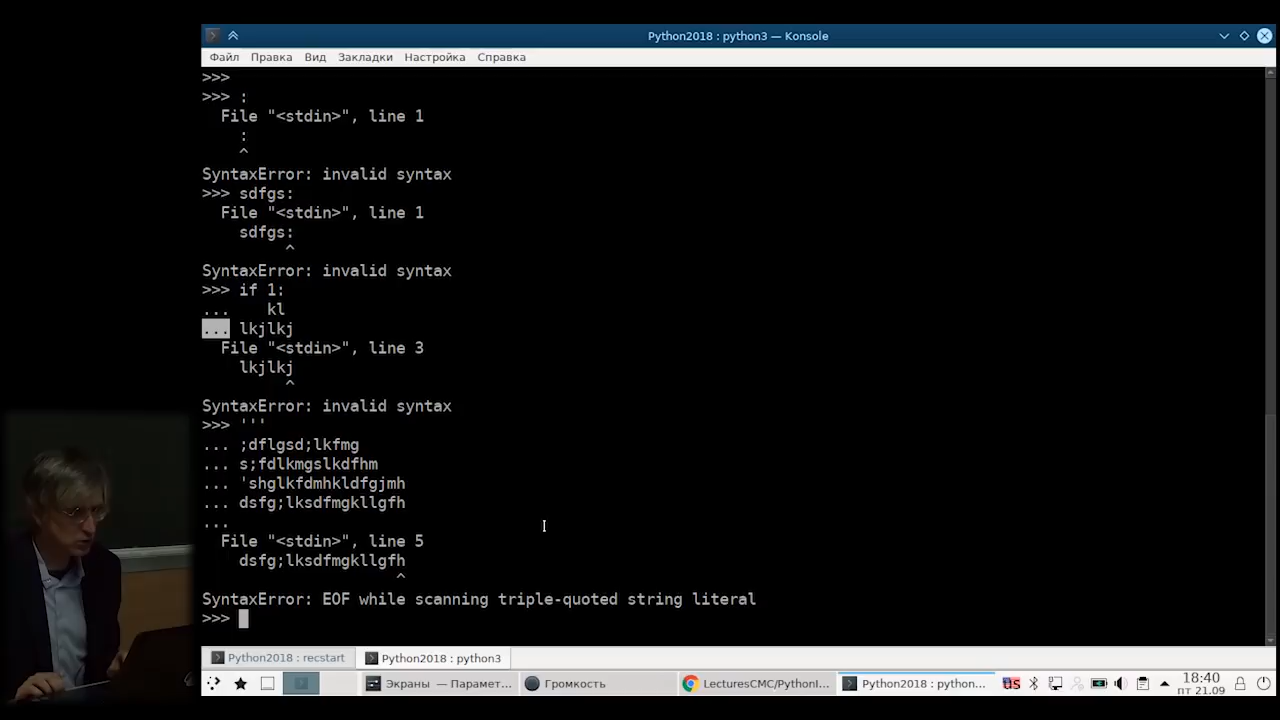 Python2018 : python3 — Konsole
Файл Правка Вид Закладки Настройка Справка
>>>
>>> :
  File "<stdin>", line 1
    :
    ^
SyntaxError: invalid syntax
>>> sdfgs:
  File "<stdin>", line 1
    sdfgs:
         ^
SyntaxError: invalid syntax
>>> if 1:
...    kl
... lkjlkj
  File "<stdin>", line 3
    lkjlkj
         ^
SyntaxError: invalid syntax
>>> '''
... ;dflgsd;lkfmg
... s;fdlkmgslkdfhm
... 'shglkfdmhkldfgjmh
... dsfg;lksdfmgkllgfh
...
  File "<stdin>", line 5
    dsfg;lksdfmgkllgfh
                     ^
SyntaxError: EOF while scanning triple-quoted string literal
>>>
Python2018 : recstart Python2018 : python3
Экраны — Парамет... Громкость LecturesCMC/PythonI... Python2018 : python... us 18:40
пт 21.09